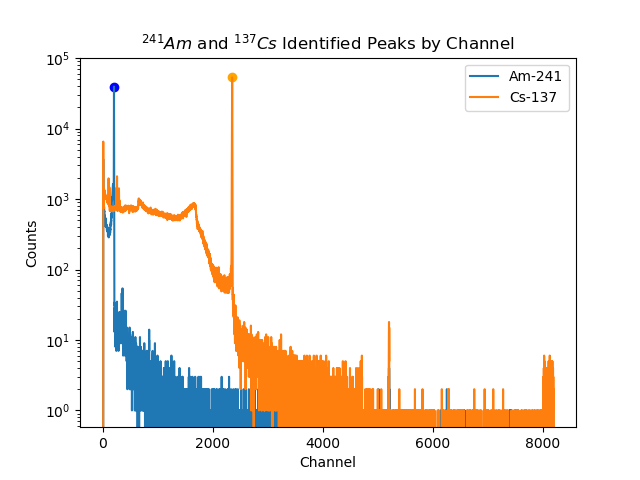 ²⁴¹Am and ¹³⁷Cs Identified Peaks by Channel
10⁵
10⁴
10³
10²
10¹
10⁰
Counts
Am-241
Cs-137
0 2000 4000 6000 8000
Channel